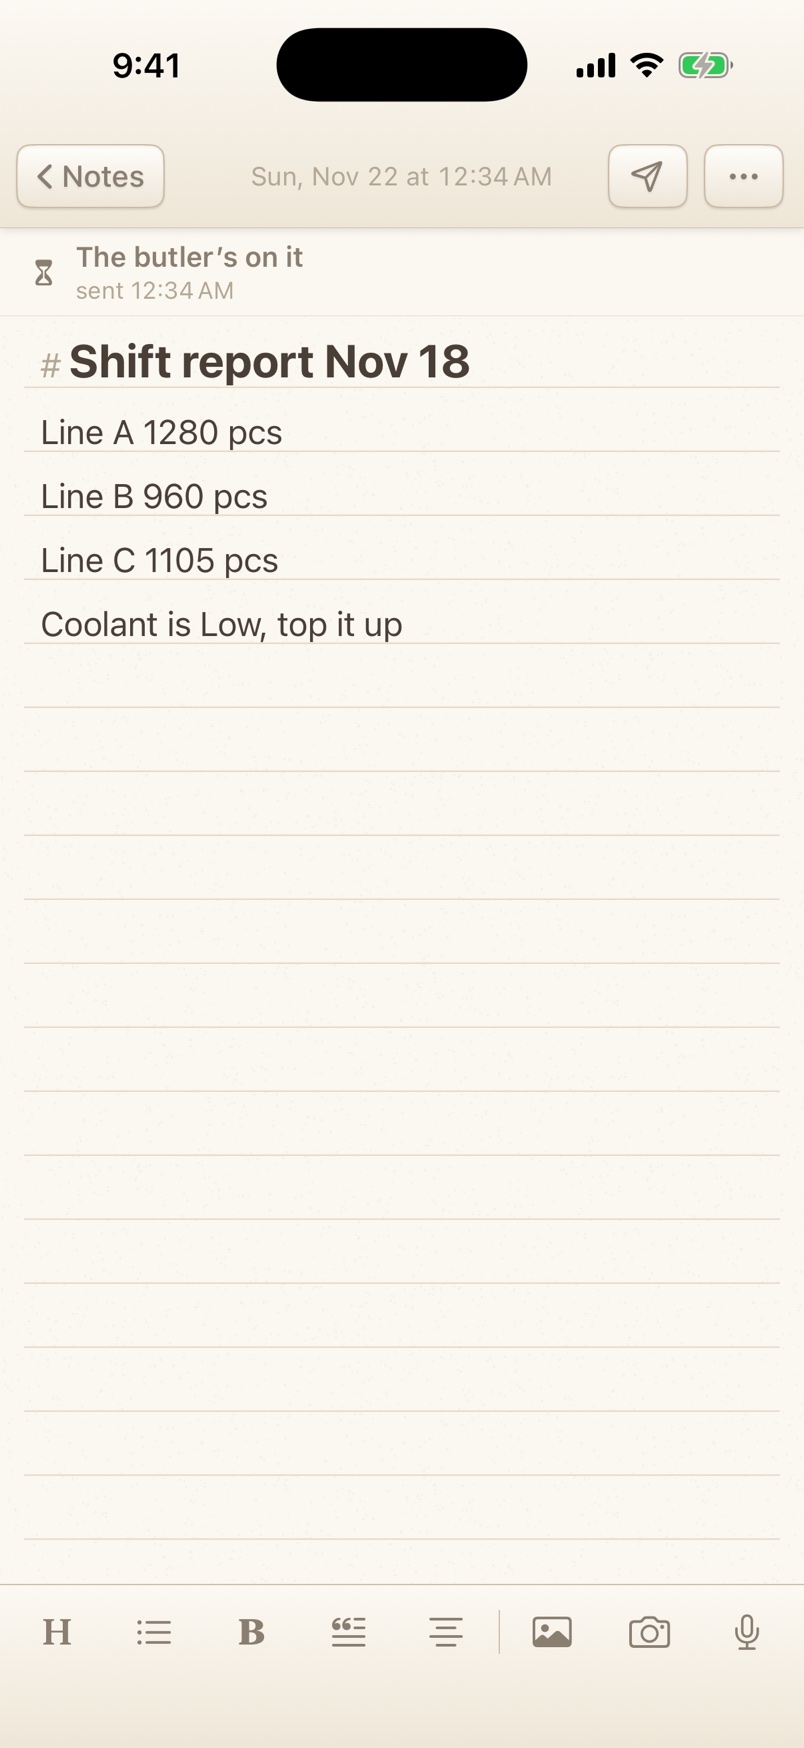 9:41
Notes
Sun, Nov 22 at 12:34 AM
The butler’s on it
sent 12:34 AM
# Shift report Nov 18
Line A 1280 pcs
Line B 960 pcs
Line C 1105 pcs
Coolant is Low, top it up
H
B